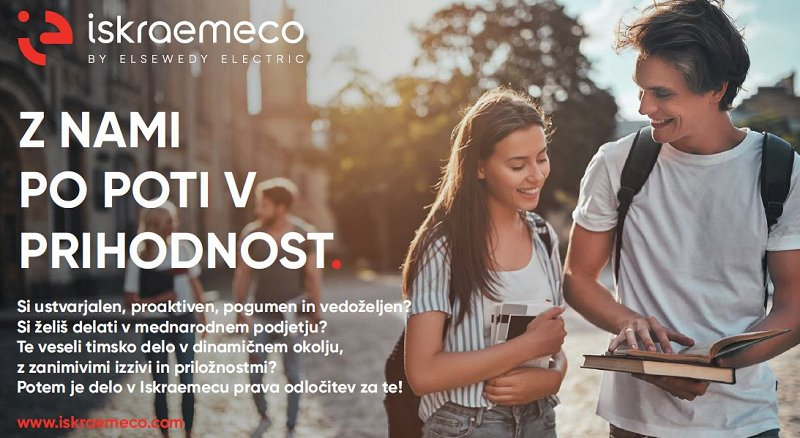 iskraemeco
BY ELSEWEDY ELECTRIC
Z NAMI
PO POTI V
PRIHODNOST.
Si ustvarjalen, proaktiven, pogumen in vedoželjen?
Si želiš delati v mednarodnem podjetju?
Te veseli timsko delo v dinamičnem okolju,
z zanimivimi izzivi in priložnostmi?
Potem je delo v Iskraemecu prava odločitev za te!
www.iskraemeco.com